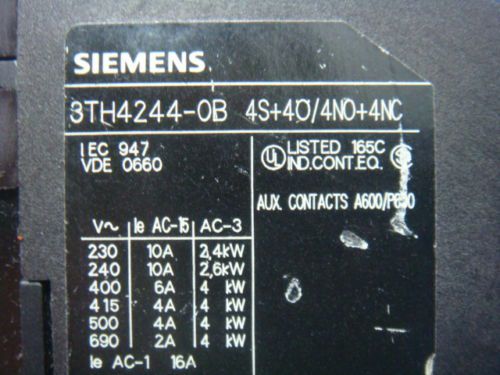 SIEMENS
3TH4244-0B 4S+4Ö/4NO+4NC
IEC 947
VDE 0660
UL LISTED 165C
IND.CONT.EQ.
AUX. CONTACTS A600/P600
V~ Ie AC-15 AC-3
230 10A 2,4kW
240 10A 2,6kW
400 6A 4 kW
415 4A 4 kW
500 4A 4 kW
690 2A 4 kW
Ie AC-1 16A